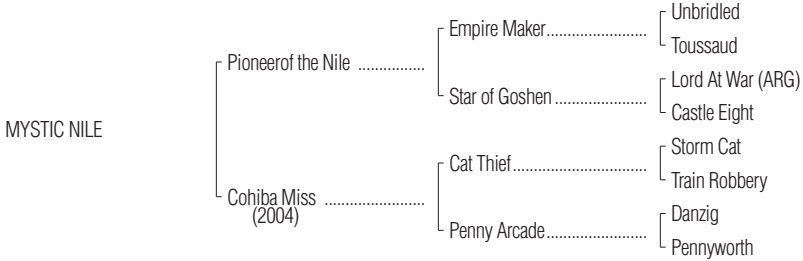 Unbridled
Empire Maker.........................
Toussaud
Pioneerof the Nile ................
Lord At War (ARG)
Star of Goshen .......................
Castle Eight
MYSTIC NILE
Storm Cat
Cat Thief.................................
Train Robbery
Cohiba Miss ........................
(2004)
Danzig
Penny Arcade.........................
Pennyworth